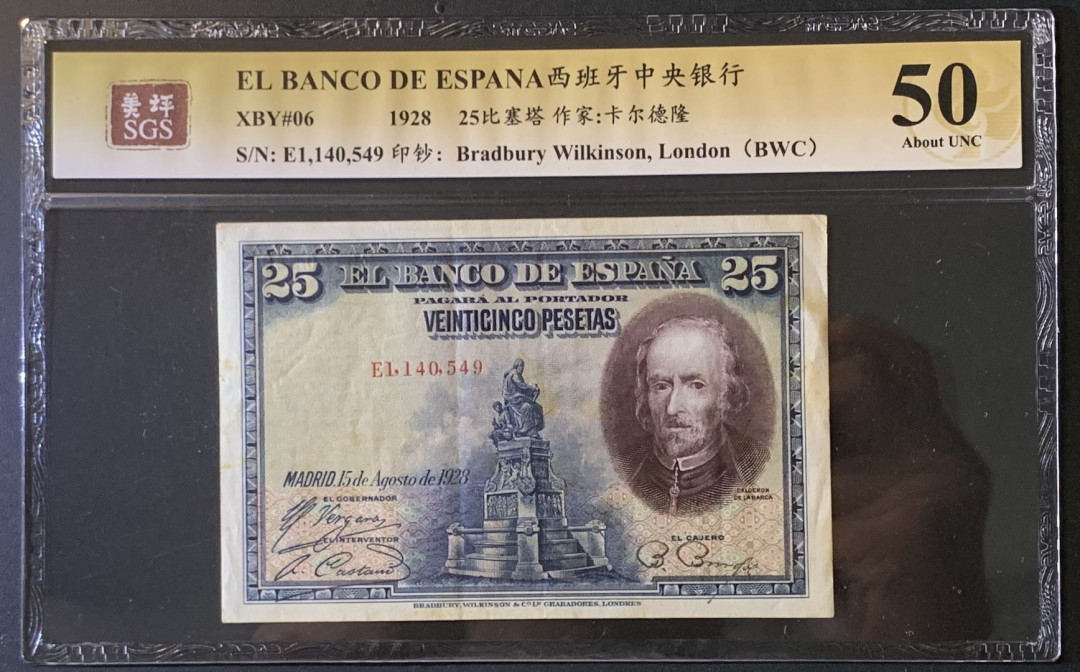 美评
SGS
EL BANCO DE ESPANA西班牙中央银行
XBY#06 1928 25比塞塔 作家:卡尔德隆
S/N: E1,140,549 印钞: Bradbury Wilkinson, London (BWC)
50
About UNC
25 EL BANCO DE ESPAÑA 25
PAGARÁ AL PORTADOR
VEINTICINCO PESETAS
E1,140,549
MADRID, 15 de Agosto de 1928
CALDERON
DE LA BARCA
EL GOBERNADOR
EL INTERVENTOR
EL CAJERO
BRADBURY, WILKINSON & Cº Lᴰ GRABADORES, LONDRES